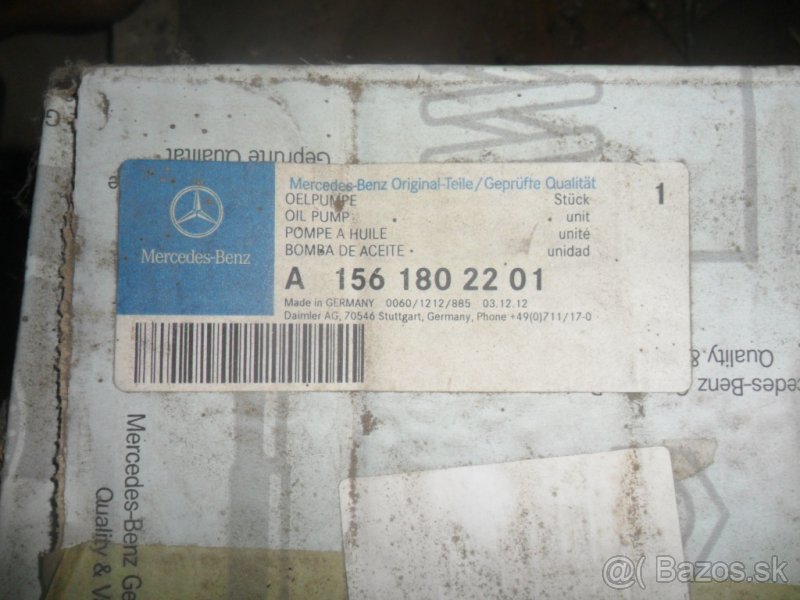 Geprüfte Qualität
Mercedes-Benz
Mercedes-Benz Original-Teile/Geprüfte Qualität
OELPUMPE Stück 1
OIL PUMP unit
POMPE A HUILE unité
BOMBA DE ACEITE unidad
A 156 180 22 01
Made in GERMANY 0060/1212/885 03.12.12
Daimler AG, 70546 Stuttgart, Germany, Phone +49(0)711/17-0
Quality &
edes-Benz
Mercedes-Benz Ge
Quality & V
@ Bazos.sk